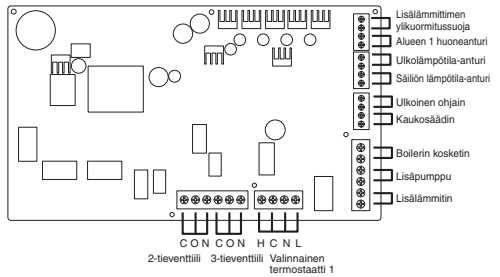 Lisälämmittimen
ylikuormitussuoja
Alueen 1 huoneanturi
Ulkolämpötila-anturi
Säiliön lämpötila-anturi
Ulkoinen ohjain
Kaukosäädin
Boilerin kosketin
Lisäpumppu
Lisälämmitin
C O N C O N H C N L
2-tieventtiili 3-tieventtiili Valinnainen
termostaatti 1